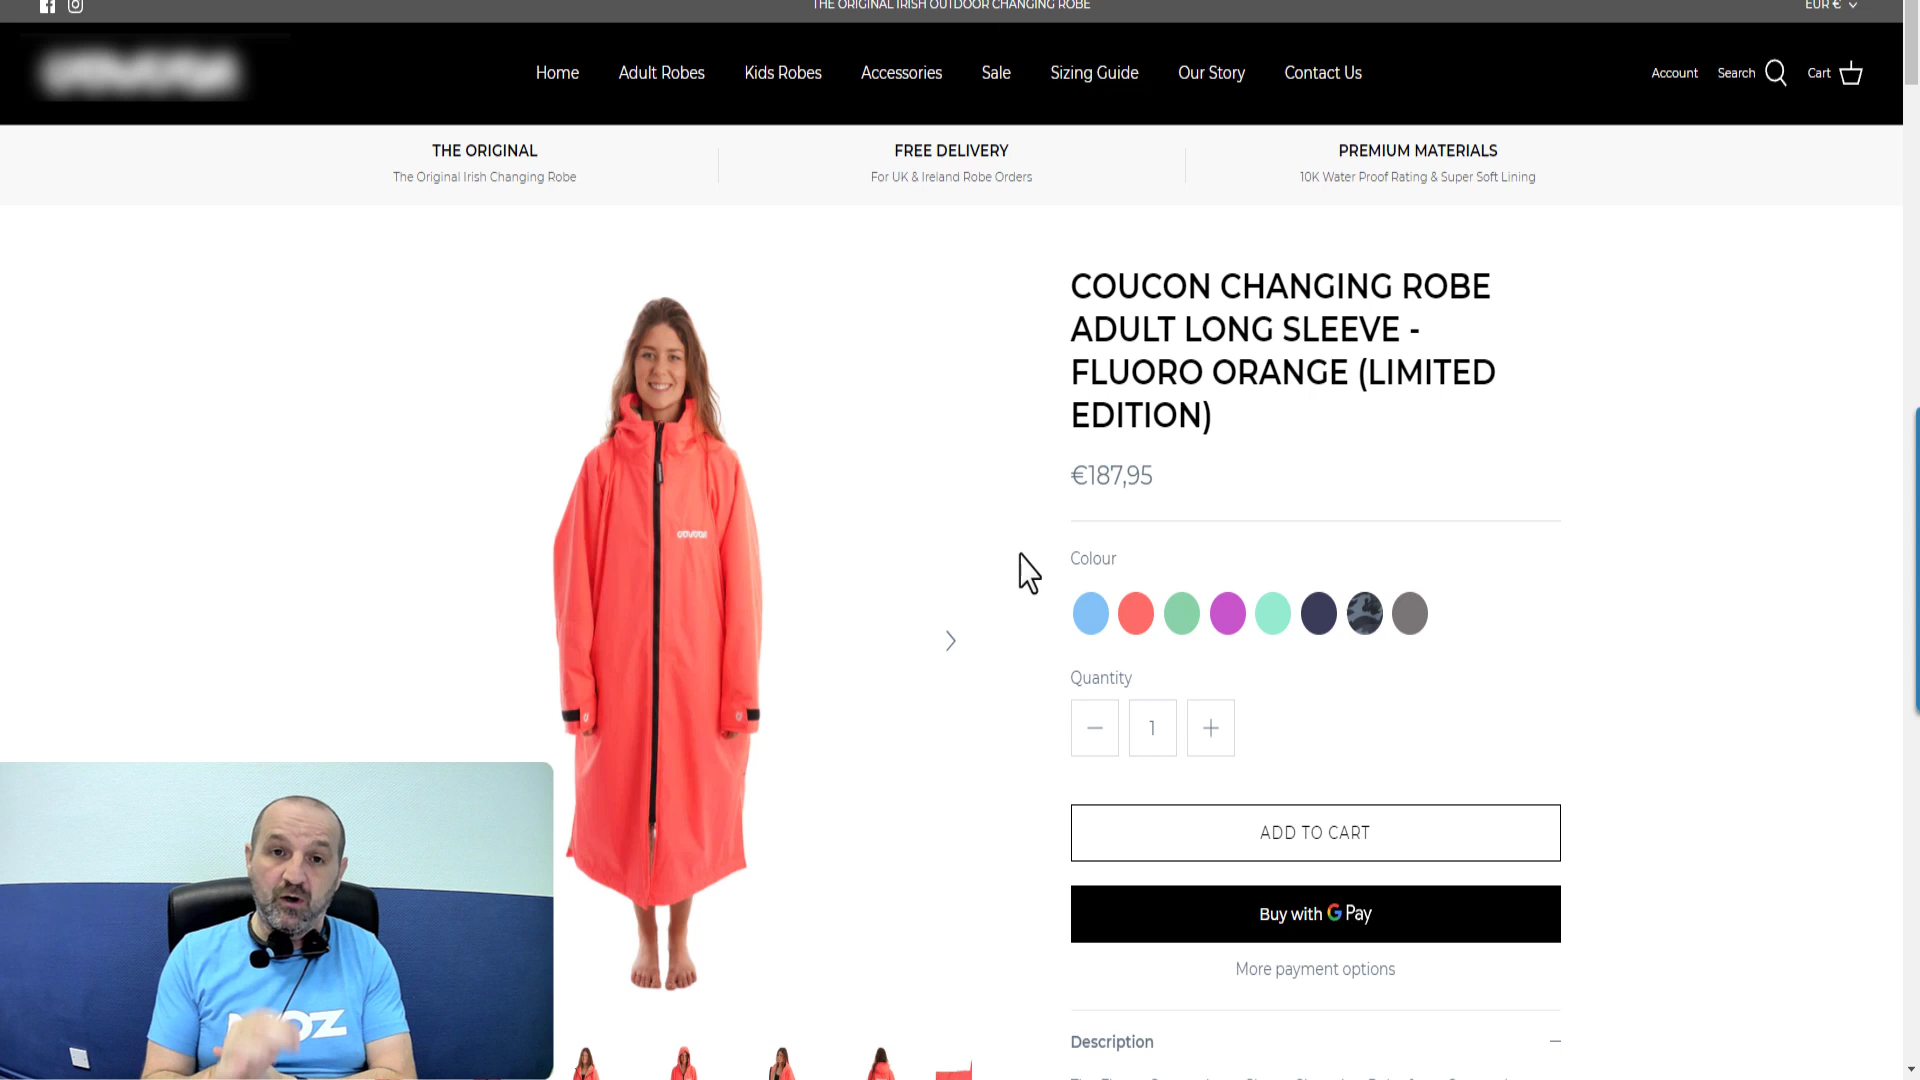 THE ORIGINAL IRISH OUTDOOR CHANGING ROBE
EUR €
Home
Adult Robes
Kids Robes
Accessories
Sale
Sizing Guide
Our Story
Contact Us
Account
Search
Cart
THE ORIGINAL
The Original Irish Changing Robe
FREE DELIVERY
For UK & Ireland Robe Orders
PREMIUM MATERIALS
10K Water Proof Rating & Super Soft Lining
COUCON CHANGING ROBE
ADULT LONG SLEEVE -
FLUORO ORANGE (LIMITED
EDITION)
€187,95
Colour
Quantity
1
ADD TO CART
Buy with G Pay
More payment options
Description